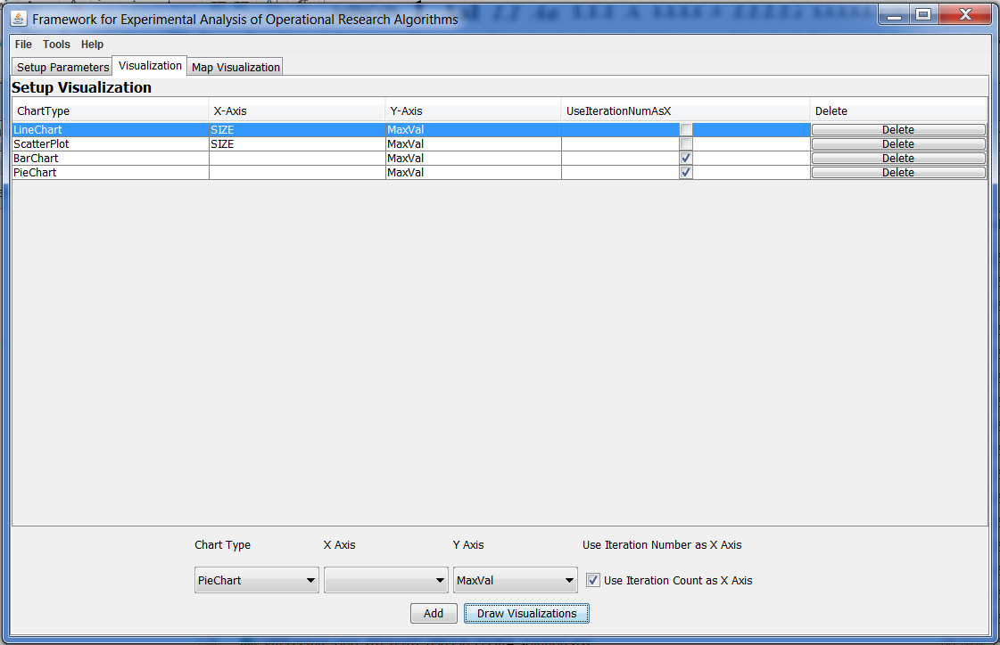 Framework for Experimental Analysis of Operational Research Algorithms
File Tools Help
Setup Parameters Visualization Map Visualization
Setup Visualization
ChartType X-Axis Y-Axis UseIterationNumAsX Delete
LineChart SIZE MaxVal Delete
ScatterPlot SIZE MaxVal Delete
BarChart MaxVal Delete
PieChart MaxVal Delete
Chart Type X Axis Y Axis Use Iteration Number as X Axis
PieChart MaxVal Use Iteration Count as X Axis
Add Draw Visualizations